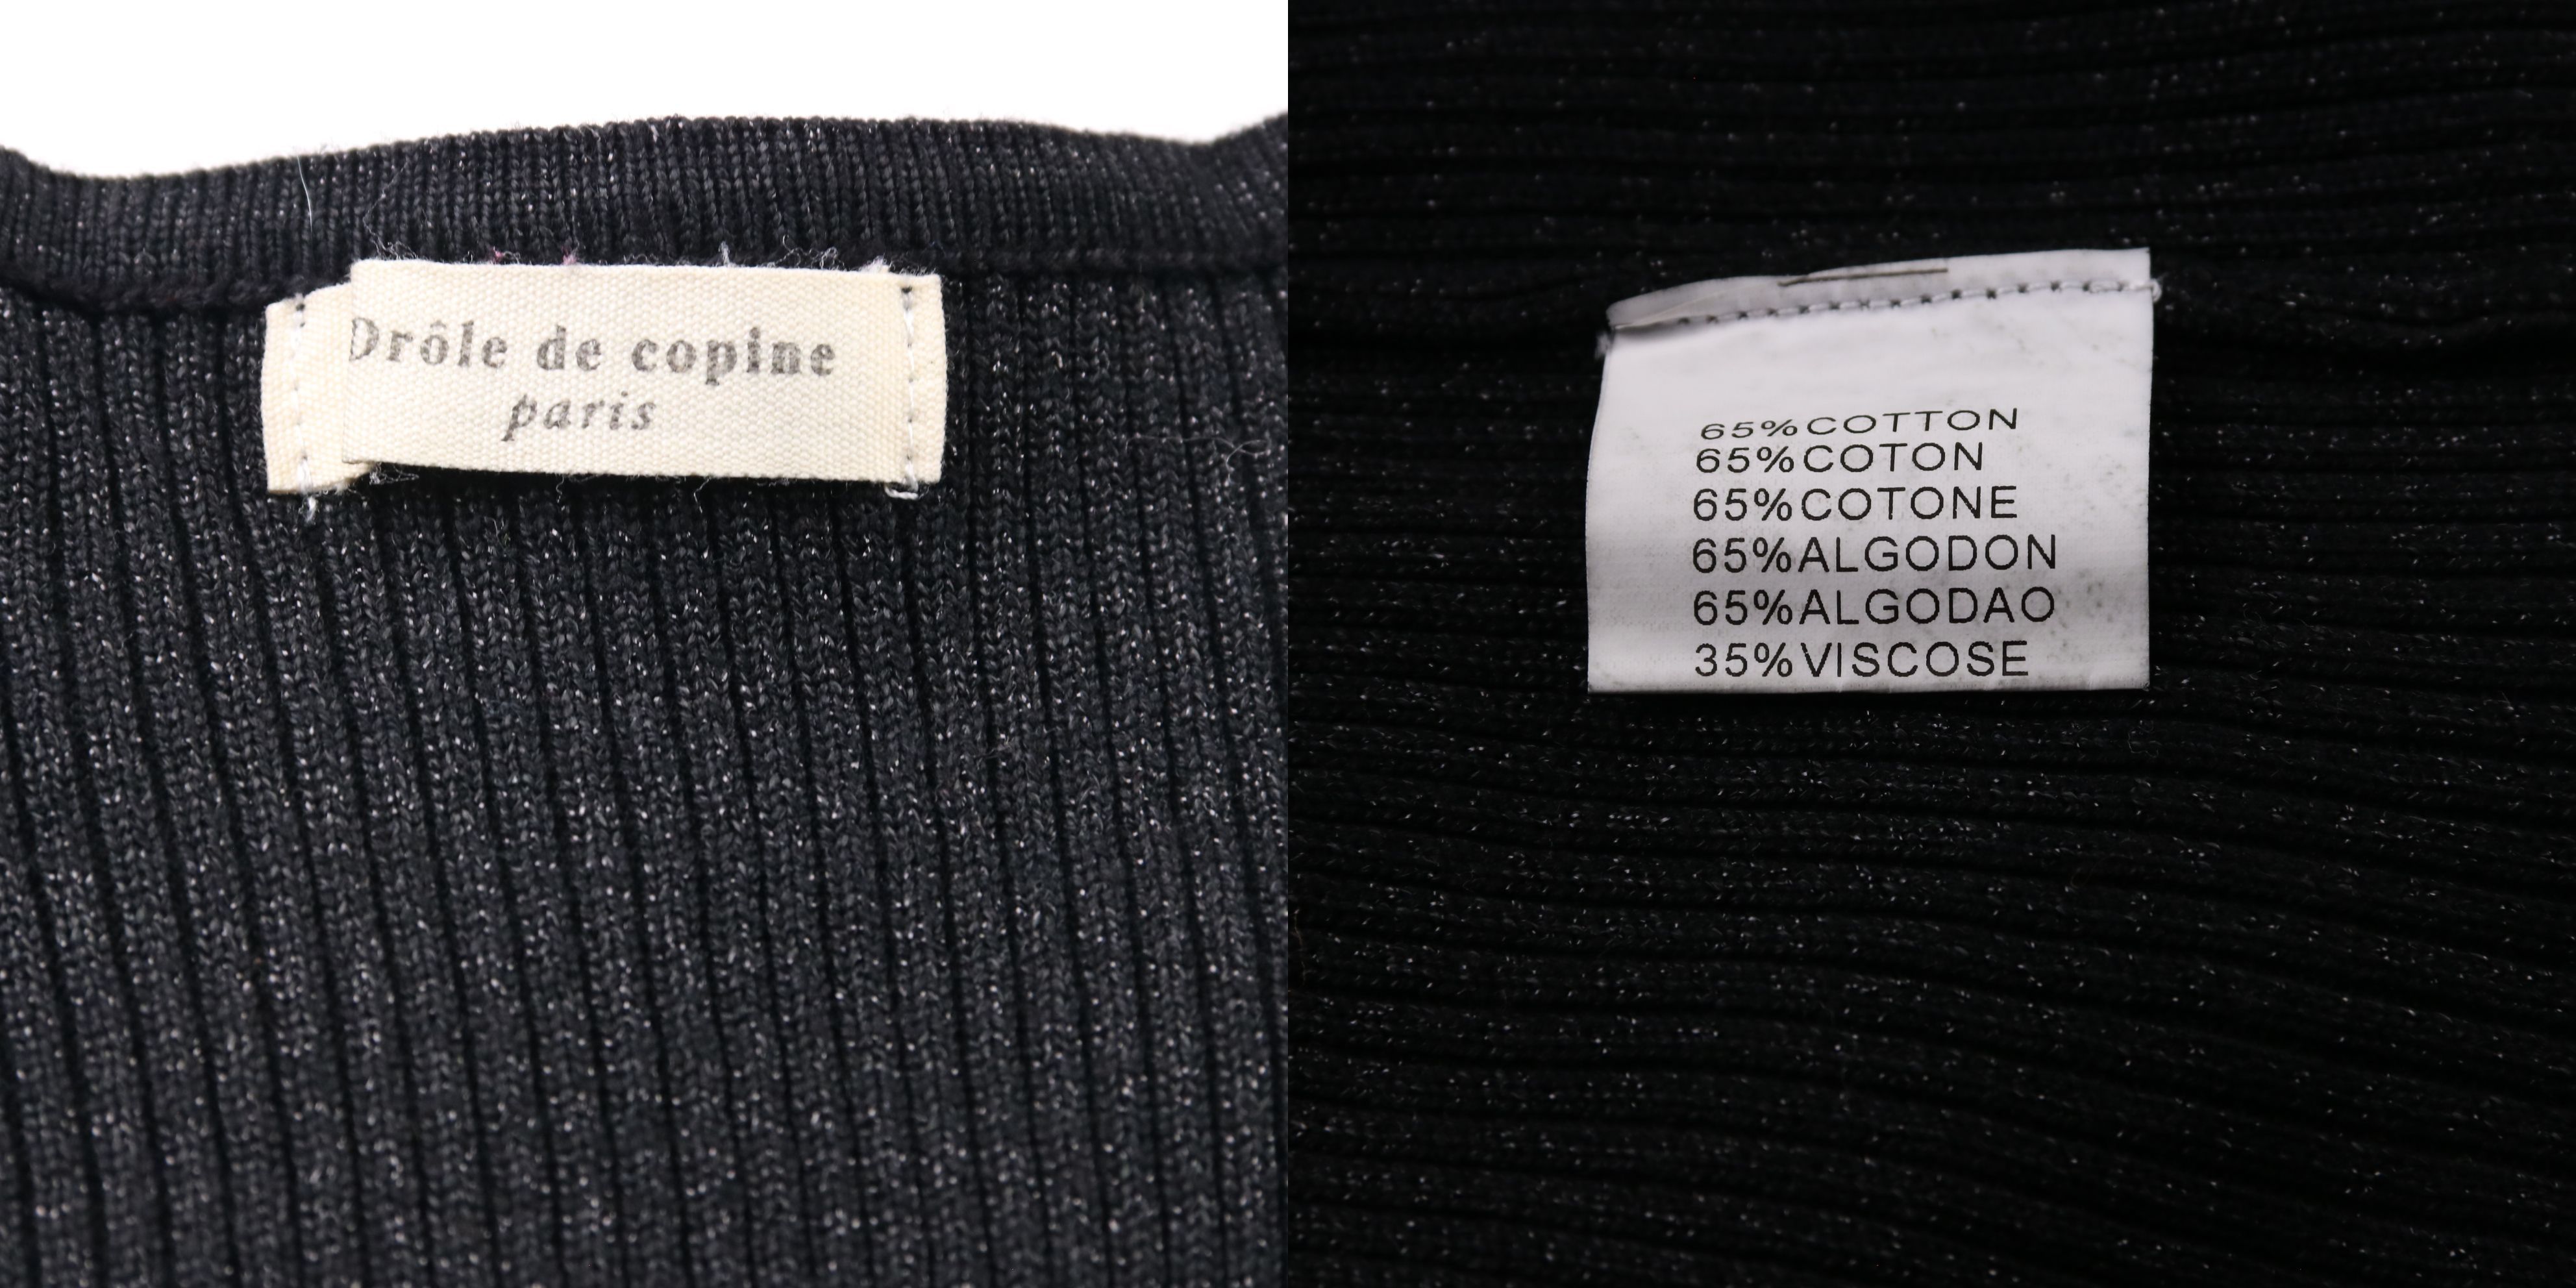 Drôle de copine
paris
65%COTTON
65%COTON
65%COTONE
65%ALGODON
65%ALGODAO
35%VISCOSE